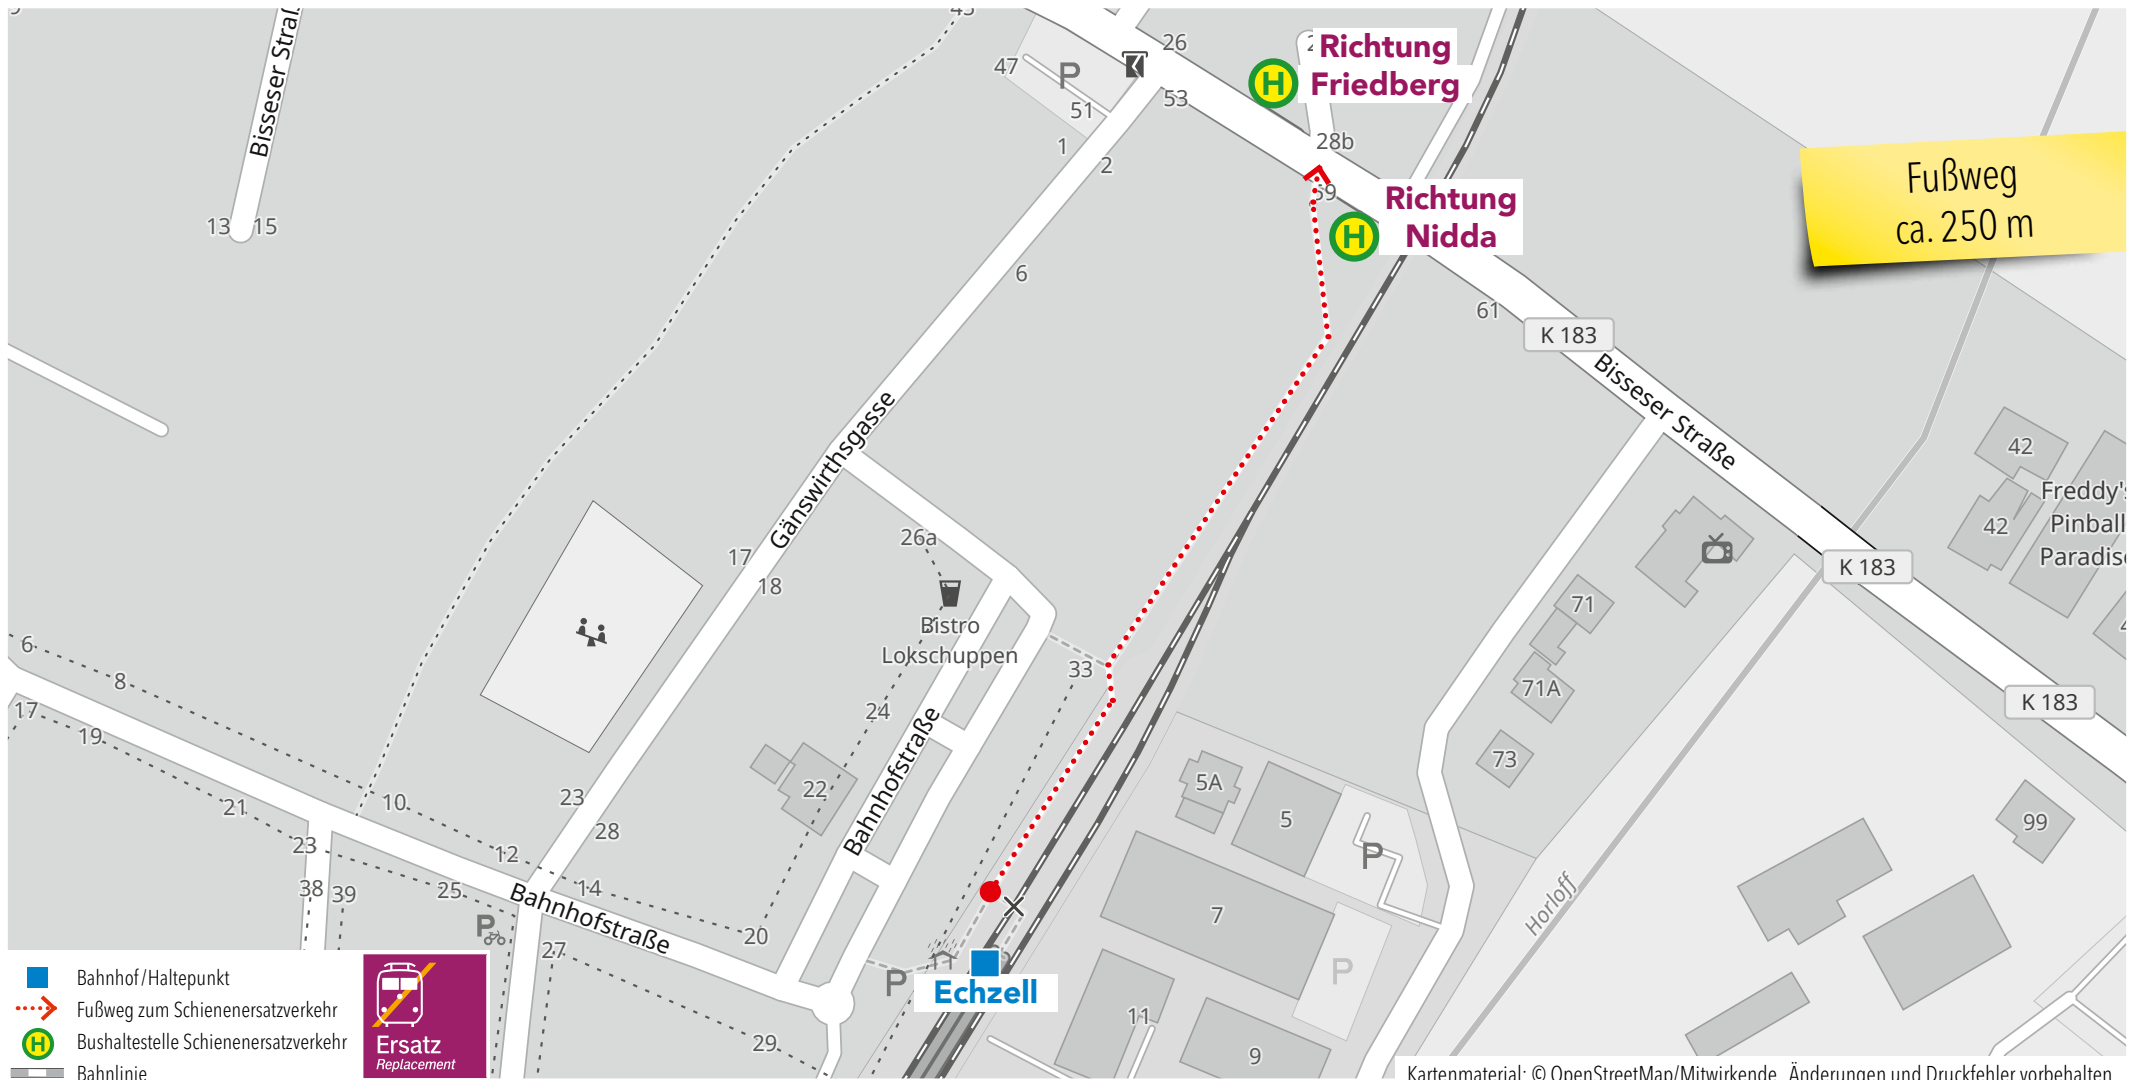 45
Bisseser Straß
26
47
P
53
51
1
2
Richtung
Friedberg
H
28b
59
Richtung
Nidda
H
Fußweg
ca. 250 m
13
15
6
61
K 183
Bisseser Straße
Gänswirthsgasse
42
42
Freddy's
Pinball
Paradise
K 183
26a
17
18
Bistro
Lokschuppen
71
6
8
33
71A
K 183
17
19
24
Bahnhofstraße
73
22
5A
5
10
21
23
28
12
23
P
99
14
38
39
25
Bahnhofstraße
7
Horloff
P
20
27
P
P
Echzell
11
9
29
Bahnhof/Haltepunkt
Fußweg zum Schienenersatzverkehr
H
Bushaltestelle Schienenersatzverkehr
Bahnlinie
Ersatz
Replacement
Kartenmaterial: © OpenStreetMap/Mitwirkende Änderungen und Druckfehler vorbehalten